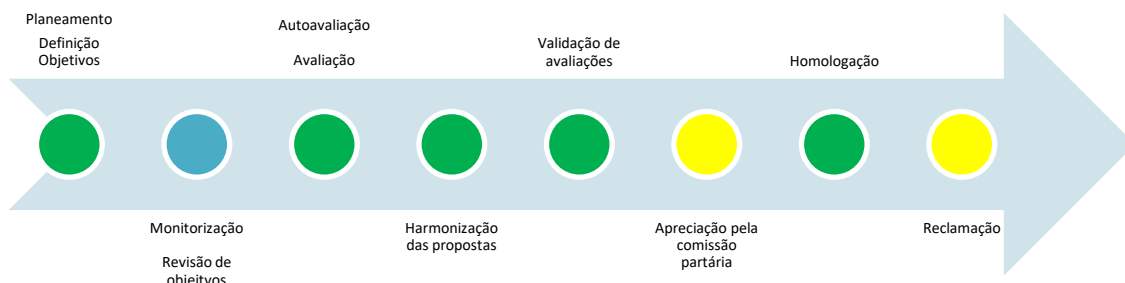 Planeamento
Definição
Objetivos
Monitorização
Revisão de
objeitvos
Autoavaliação
Avaliação
Harmonização
das propostas
Validação de
avaliações
Apreciação pela
comissão
partária
Homologação
Reclamação